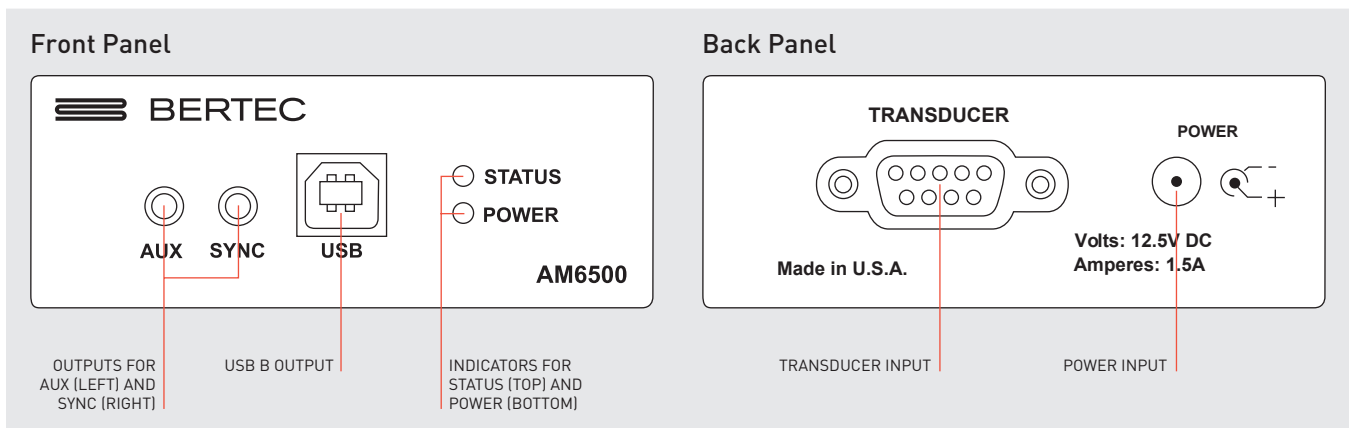 Front Panel
BERTEC
STATUS
POWER
AUX
SYNC
USB
AM6500
OUTPUTS FOR
AUX (LEFT) AND
SYNC (RIGHT)
USB B OUTPUT
INDICATORS FOR
STATUS (TOP) AND
POWER (BOTTOM)
Back Panel
TRANSDUCER
POWER
- 
+
Volts: 12.5V DC
Amperes: 1.5A
Made in U.S.A.
TRANSDUCER INPUT
POWER INPUT